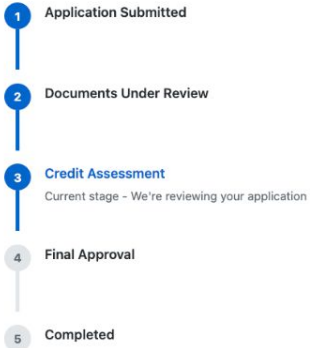 1 Application Submitted
2 Documents Under Review
3 Credit Assessment
Current stage - We're reviewing your application
4 Final Approval
5 Completed